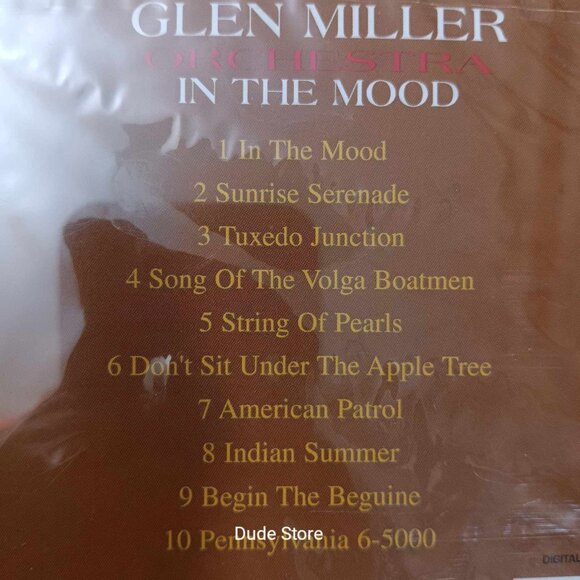 GLEN MILLER
ORCHESTRA
IN THE MOOD
1 In The Mood
2 Sunrise Serenade
3 Tuxedo Junction
4 Song Of The Volga Boatmen
5 String Of Pearls
6 Don't Sit Under The Apple Tree
7 American Patrol
8 Indian Summer
9 Begin The Beguine
10 Pennsylvania 6-5000
Dude Store
DIGITAL